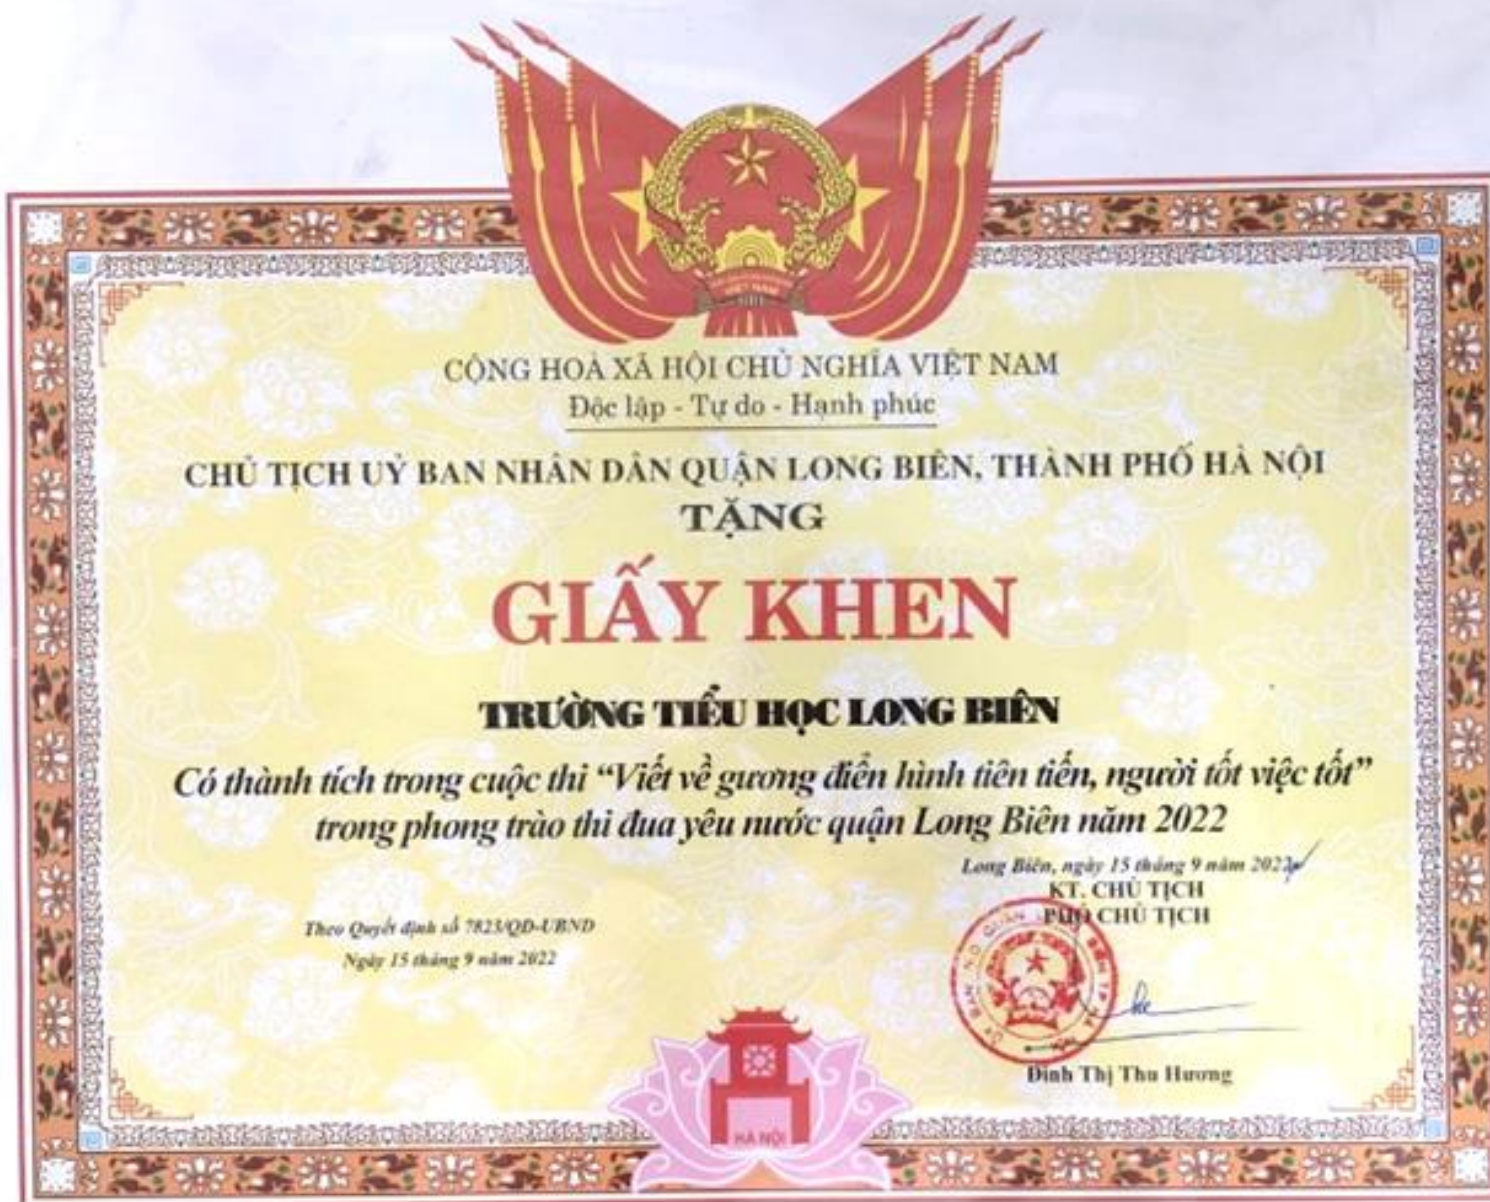 VIỆT NAM
CỘNG HOÀ XÃ HỘI CHỦ NGHĨA VIỆT NAM
Độc lập - Tự do - Hạnh phúc
CHỦ TỊCH UỶ BAN NHÂN DÂN QUẬN LONG BIÊN, THÀNH PHỐ HÀ NỘI
TẶNG
GIẤY KHEN
TRƯỜNG TIỂU HỌC LONG BIÊN
Có thành tích trong cuộc thi “Viết về gương điển hình tiên tiến, người tốt việc tốt”
trong phong trào thi đua yêu nước quận Long Biên năm 2022
Long Biên, ngày 15 tháng 9 năm 2022
KT. CHỦ TỊCH
PHÓ CHỦ TỊCH
Theo Quyết định số 7823/QD-UBND
Ngày 15 tháng 9 năm 2022
Đinh Thị Thu Hương
HÀ NỘI